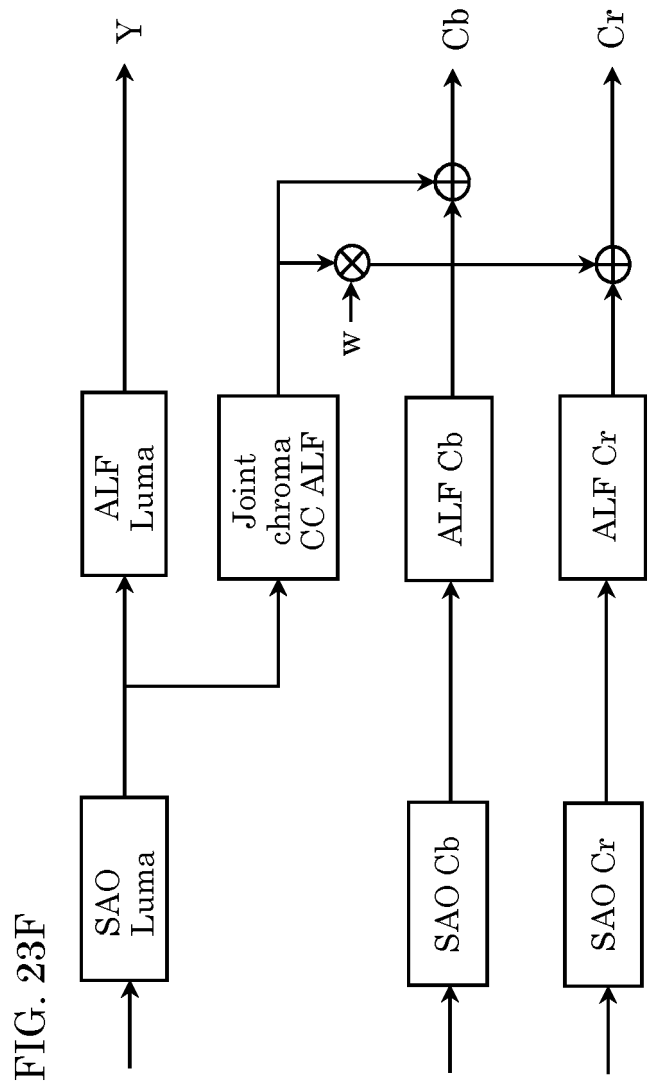 FIG. 23F
SAO
Luma
ALF
Luma
Y
Joint
chroma
CC ALF
w
SAO Cb
ALF Cb
Cb
SAO Cr
ALF Cr
Cr